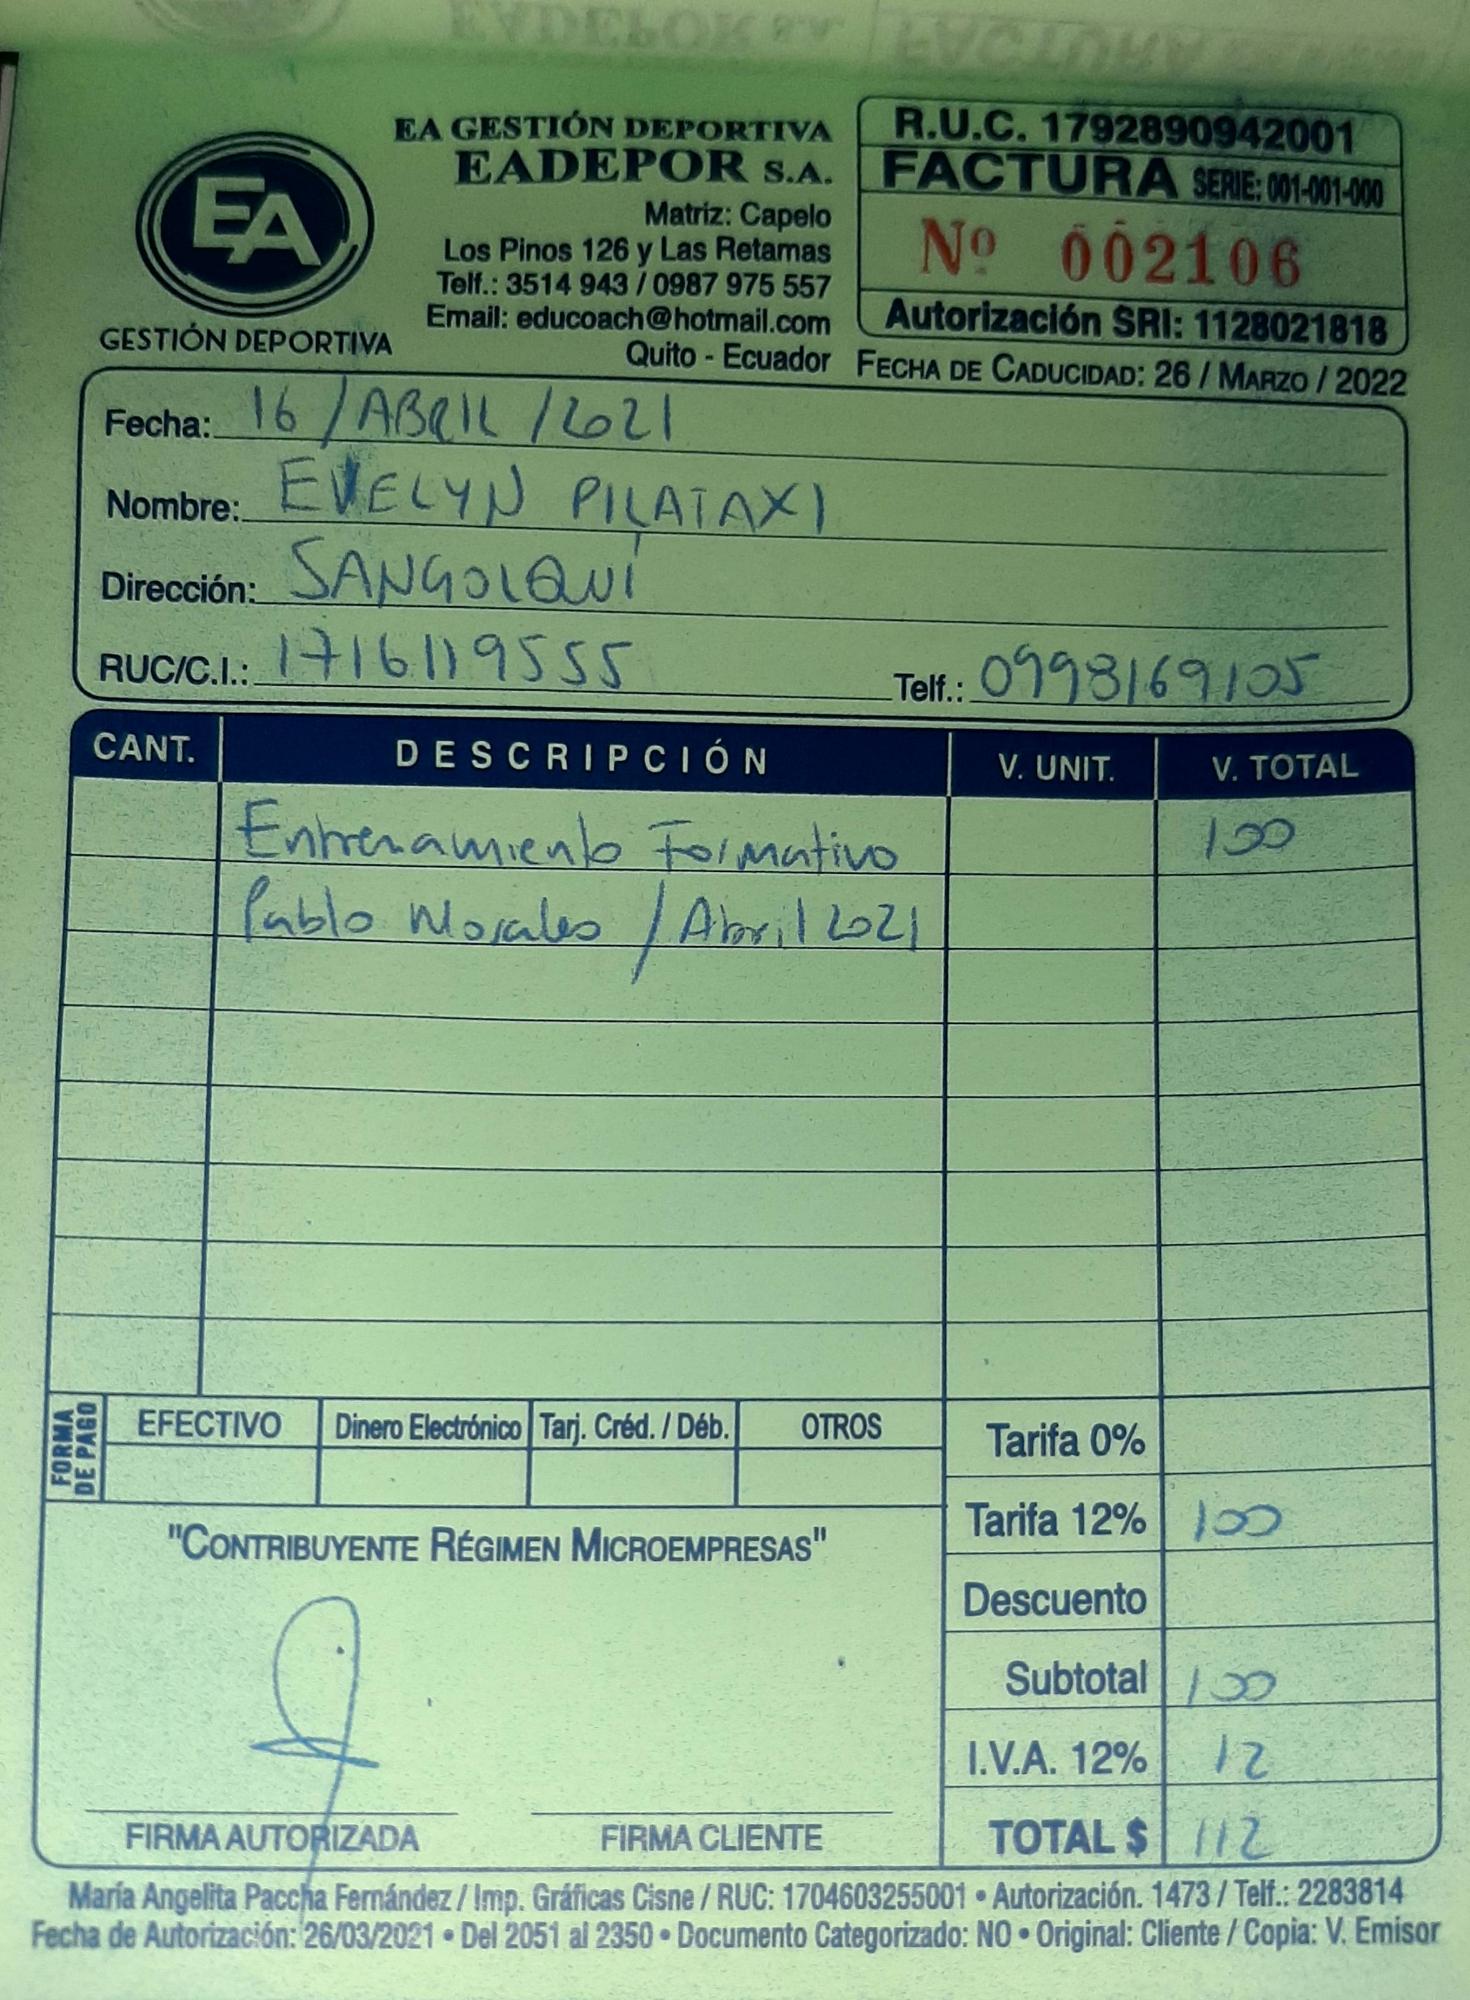 EA GESTIÓN DEPORTIVA
EADEPOR S.A.
Matriz: Capelo
Los Pinos 126 y Las Retamas
Telf.: 3514 943 / 0987 975 557
Email: educoach@hotmail.com
Quito - Ecuador
EA
GESTIÓN DEPORTIVA
R.U.C. 1792890942001
FACTURA SERIE: 001-001-000
Nº 002106
Autorización SRI: 1128021818
FECHA DE CADUCIDAD: 26 / MARZO / 2022
Fecha: 16 / ABRIL / 2021
Nombre: EVELYN PILATAXI
Dirección: SANGOLQUÍ
RUC/C.I.: 1716119555 Telf.: 0998169105
CANT. DESCRIPCIÓN V. UNIT. V. TOTAL
Entrenamiento Formativo 100
Pablo Morales / Abril 2021
FORMA DE PAGO
EFECTIVO Dinero Electrónico Tarj. Créd. / Déb. OTROS
Tarifa 0%
Tarifa 12% 100
Descuento
Subtotal 100
I.V.A. 12% 12
TOTAL $ 112
"CONTRIBUYENTE RÉGIMEN MICROEMPRESAS"
FIRMA AUTORIZADA FIRMA CLIENTE
María Angelita Paccha Fernández / Imp. Gráficas Cisne / RUC: 1704603255001 • Autorización. 1473 / Telf.: 2283814
Fecha de Autorización: 26/03/2021 • Del 2051 al 2350 • Documento Categorizado: NO • Original: Cliente / Copia: V. Emisor